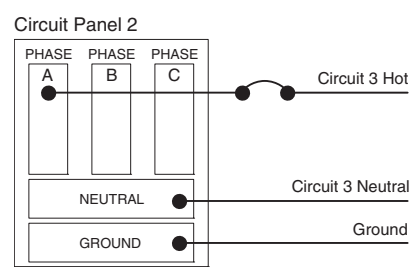 Circuit Panel 2
PHASE PHASE PHASE
A B C
Circuit 3 Hot
NEUTRAL
Circuit 3 Neutral
GROUND
Ground